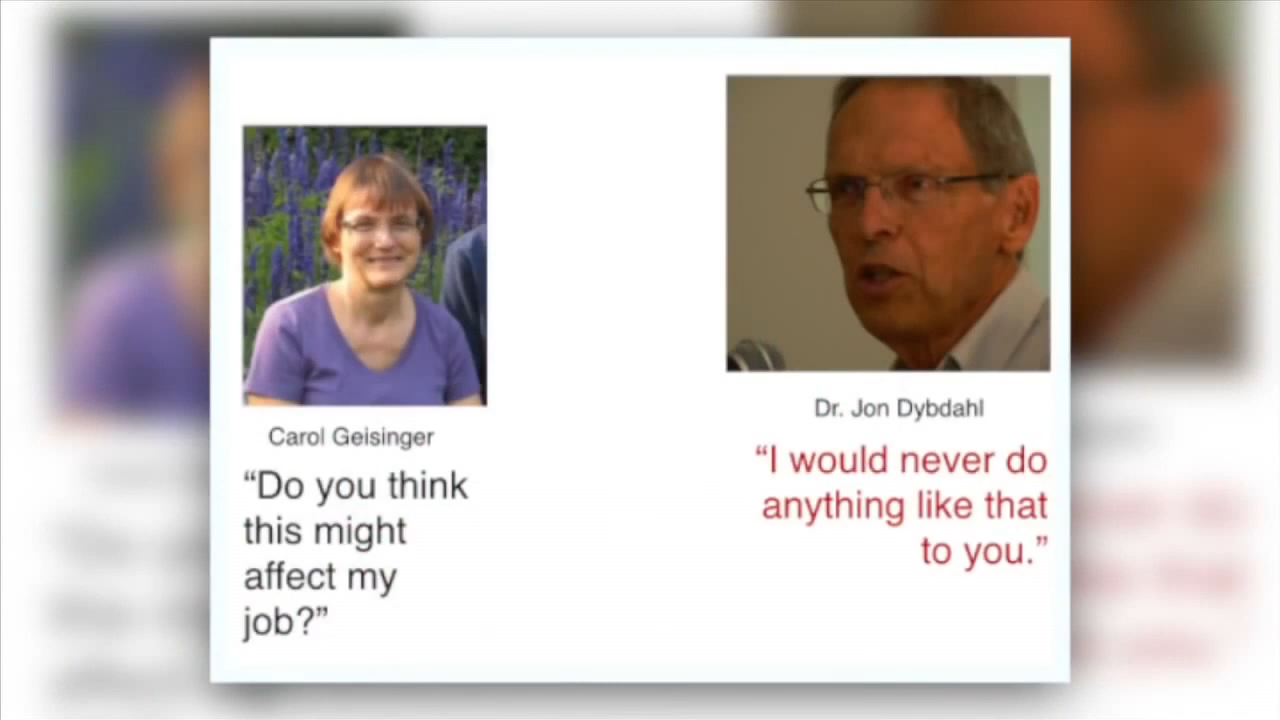 Carol Geisinger
“Do you think
this might
affect my
job?”
Dr. Jon Dybdahl
“I would never do
anything like that
to you.”